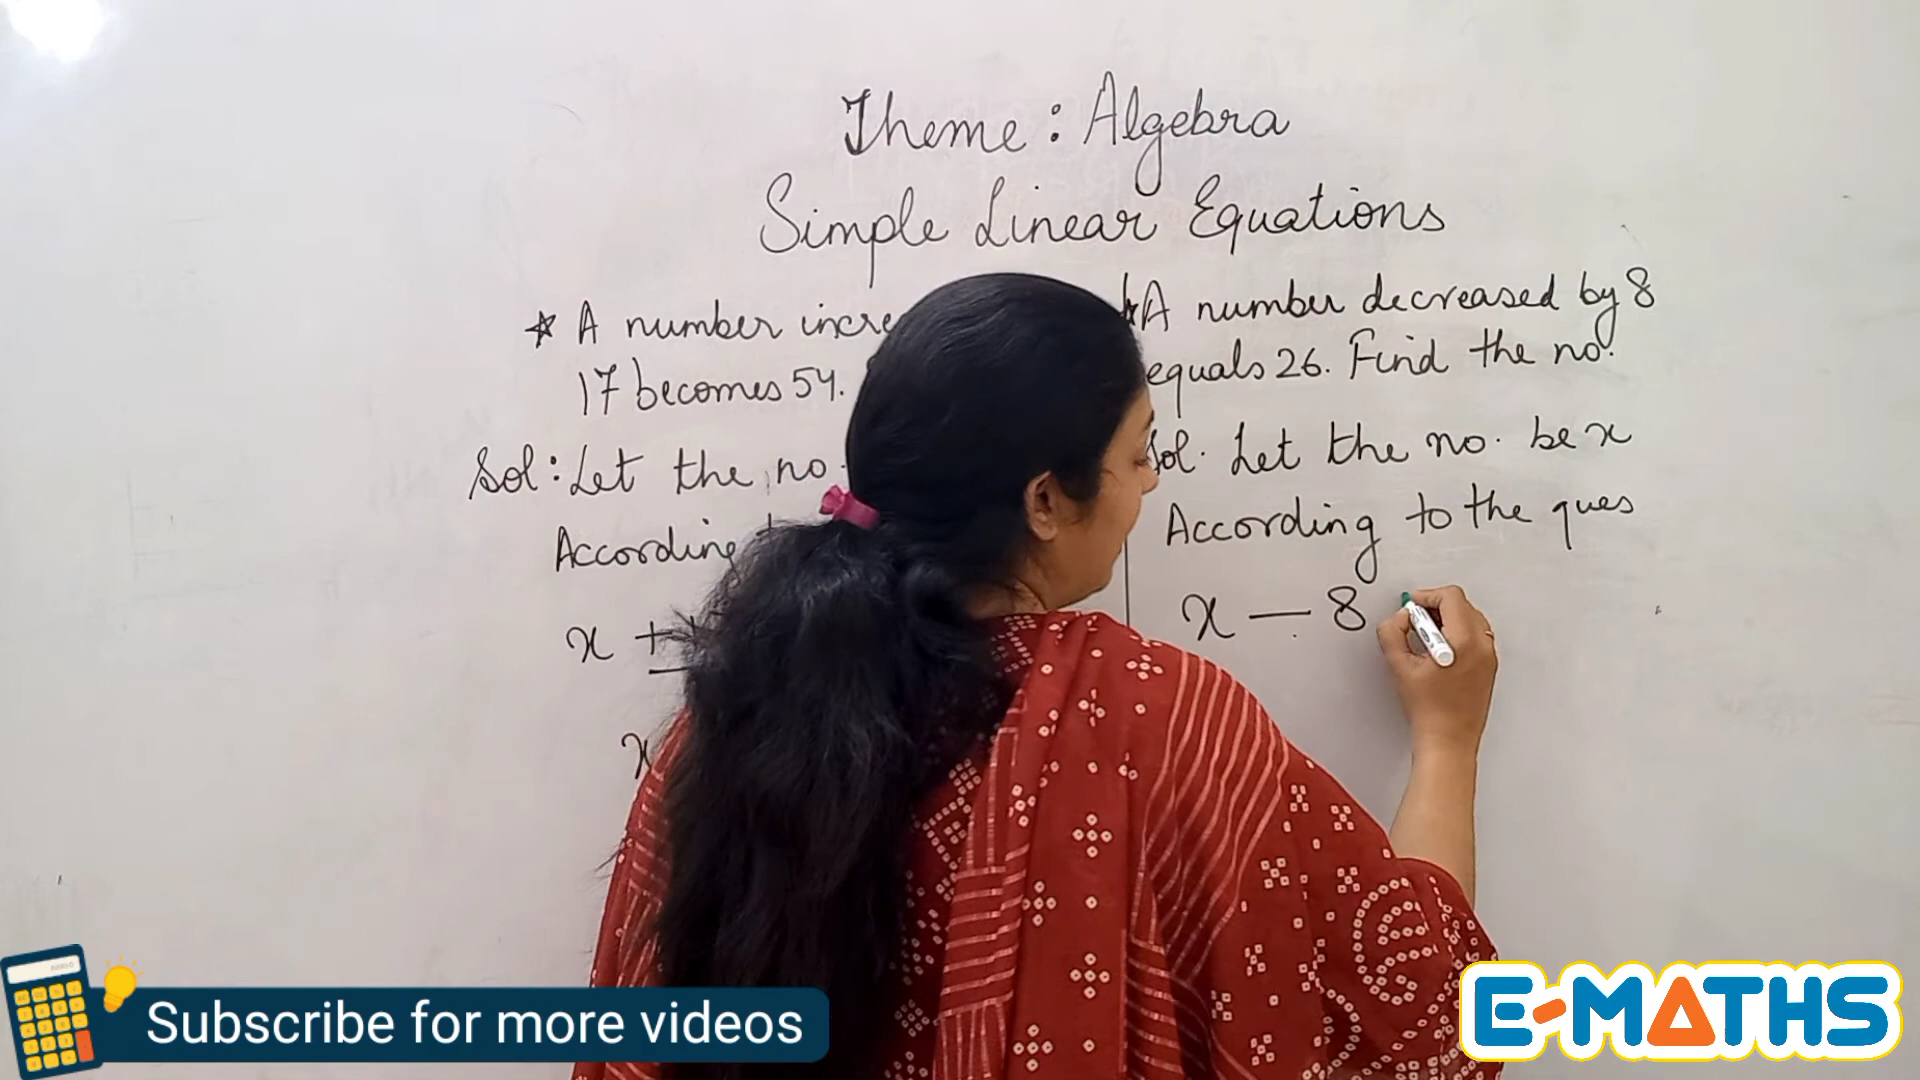 Theme : Algebra
Simple Linear Equations
* A number incre
17 becomes 54.
Sol : Let the no.
According
x +
x
* A number decreased by 8
equals 26. Find the no.
Sol. Let the no. be x
According to the ques
x — 8
Subscribe for more videos
E-MATHS